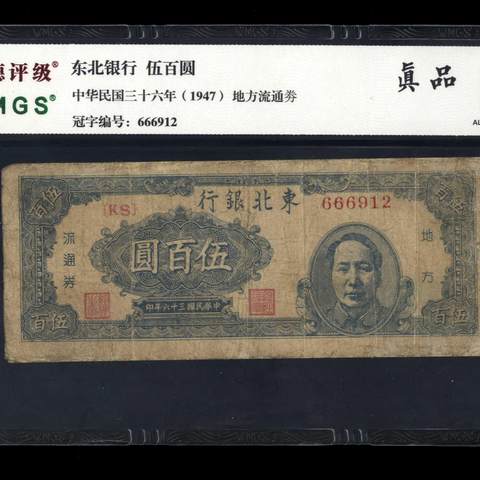 德评级®
MGS®
东北银行 伍百圆
中华民国三十六年（1947）地方流通券
冠字编号：666912
真品
AU
伍百
伍百
行銀北東
[KS]
666912
流通券
圓百伍
地方
印年六十三國民華中
百伍
百伍